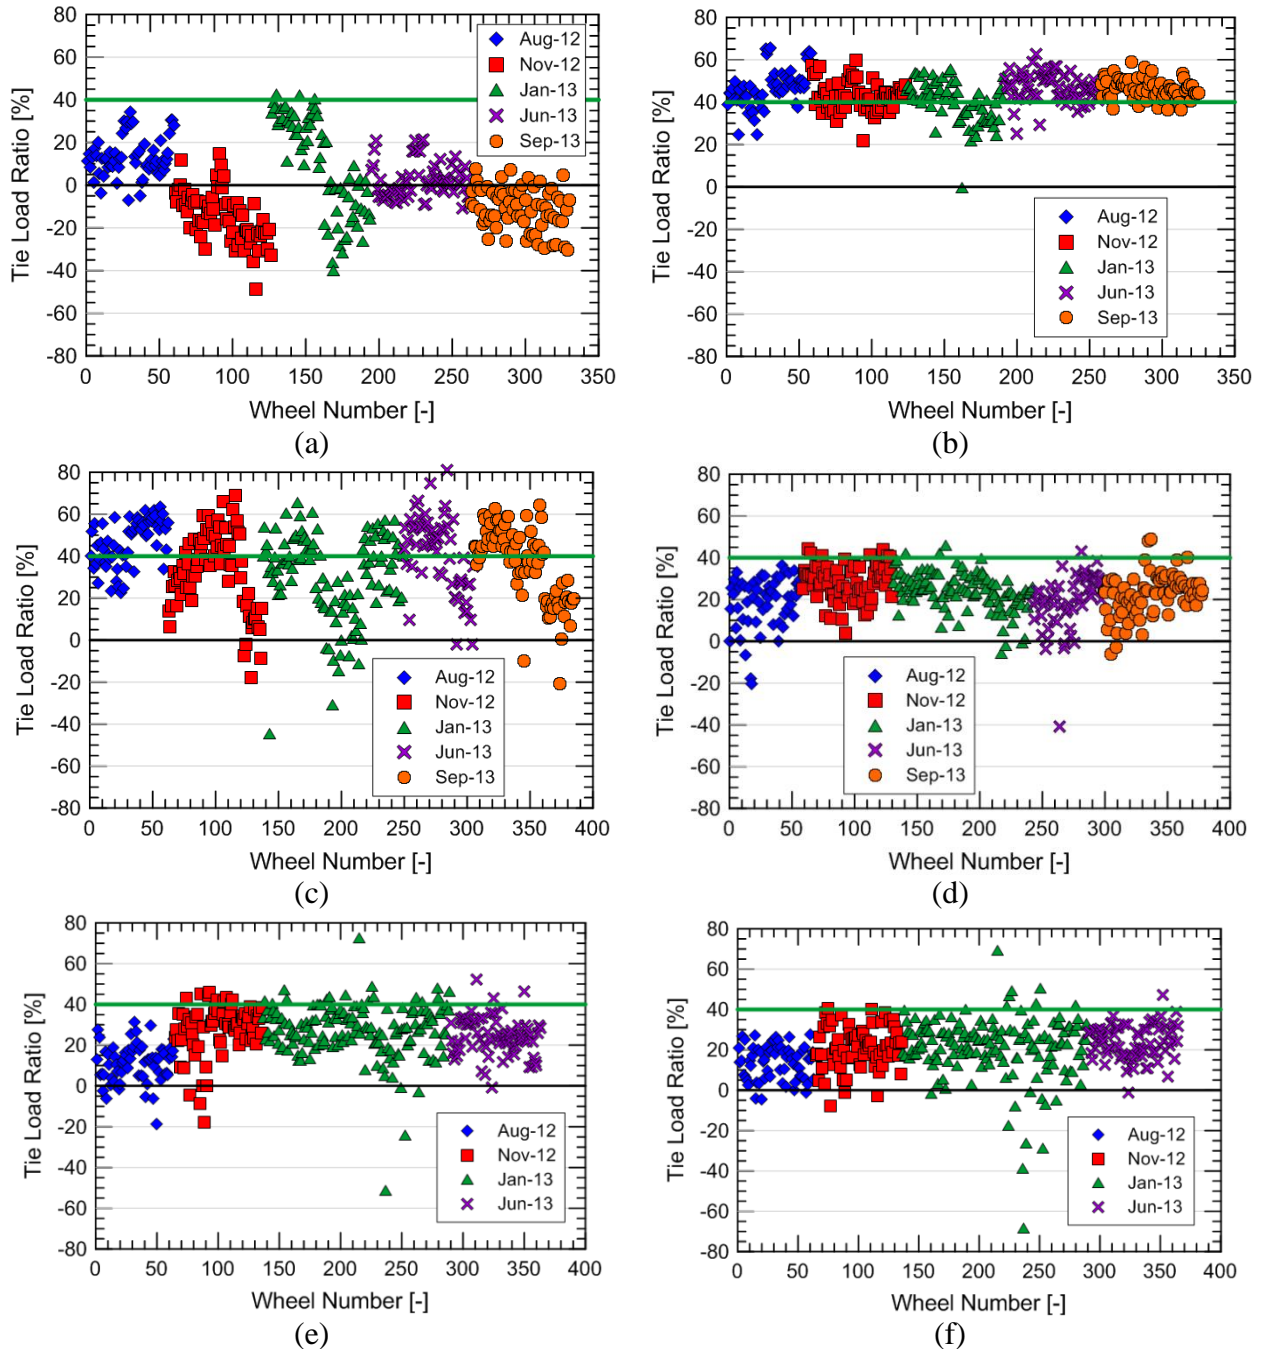 80
60
40
20
0
-20
-40
-60
-80
Tie Load Ratio [%]
0 50 100 150 200 250 300 350
Wheel Number [-]
Aug-12
Nov-12
Jan-13
Jun-13
Sep-13
(a)
80
60
40
20
0
-20
-40
-60
-80
Tie Load Ratio [%]
0 50 100 150 200 250 300 350
Wheel Number [-]
Aug-12
Nov-12
Jan-13
Jun-13
Sep-13
(b)
80
60
40
20
0
-20
-40
-60
-80
Tie Load Ratio [%]
0 50 100 150 200 250 300 350 400
Wheel Number [-]
Aug-12
Nov-12
Jan-13
Jun-13
Sep-13
(c)
80
60
40
20
0
-20
-40
-60
-80
Tie Load Ratio [%]
0 50 100 150 200 250 300 350 400
Wheel Number [-]
Aug-12
Nov-12
Jan-13
Jun-13
Sep-13
(d)
80
60
40
20
0
-20
-40
-60
-80
Tie Load Ratio [%]
0 50 100 150 200 250 300 350 400
Wheel Number [-]
Aug-12
Nov-12
Jan-13
Jun-13
(e)
80
60
40
20
0
-20
-40
-60
-80
Tie Load Ratio [%]
0 50 100 150 200 250 300 350 400
Wheel Number [-]
Aug-12
Nov-12
Jan-13
Jun-13
(f)